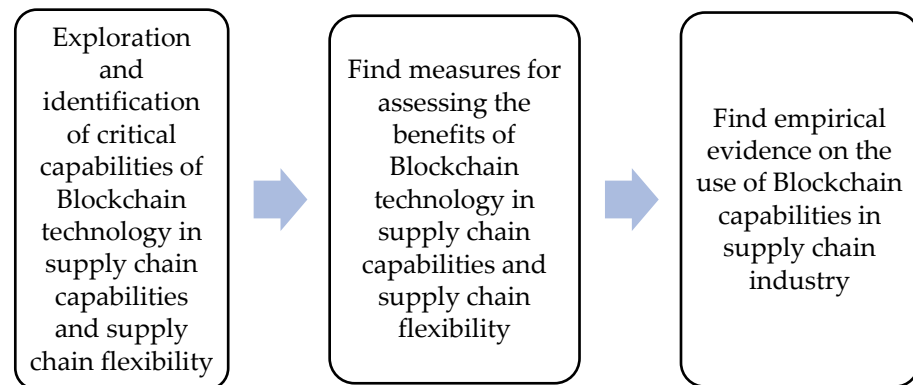 Exploration
and
identification
of critical
capabilities of
Blockchain
technology in
supply chain
capabilities
and supply
chain flexibility
Find measures for
assessing the
benefits of
Blockchain
technology in
supply chain
capabilities and
supply chain
flexibility
Find empirical
evidence on the
use of Blockchain
capabilities in
supply chain
industry